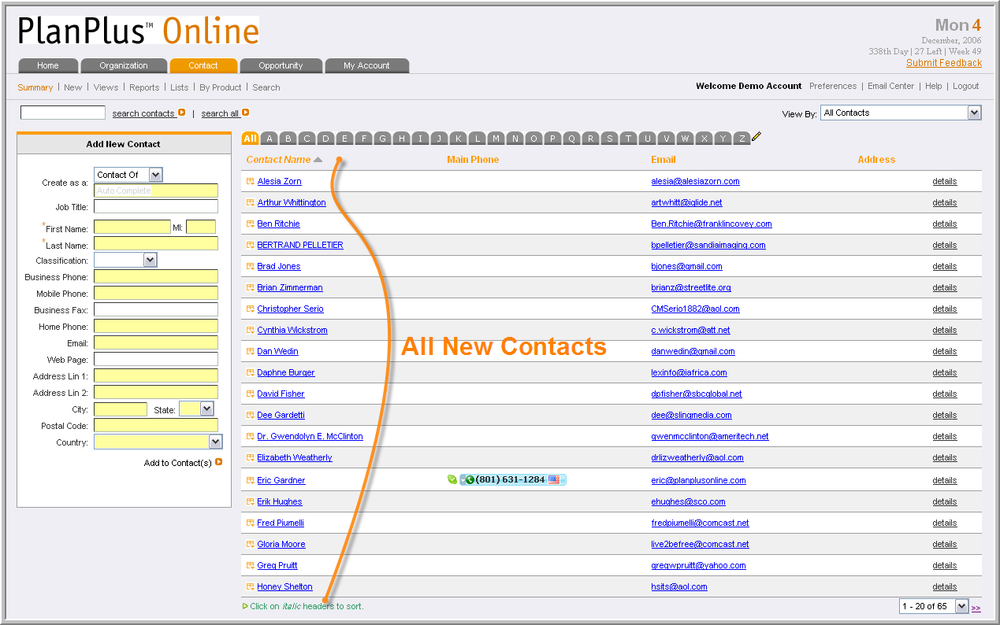 PlanPlus™ Online
Mon 4
December, 2006
338th Day | 27 Left | Week 49
Submit Feedback
Home Organization Contact Opportunity My Account
Summary | New | Views | Reports | Lists | By Product | Search
Welcome Demo Account Preferences | Email Center | Help | Logout
search contacts | search all
View By: All Contacts
Add New Contact
Create as a: Contact Of
Auto Complete
Job Title:
*First Name: MI:
*Last Name:
Classification:
Business Phone:
Mobile Phone:
Business Fax:
Home Phone:
Email:
Web Page:
Address Lin 1:
Address Lin 2:
City: State:
Postal Code:
Country:
Add to Contact(s)
All A B C D E F G H I J K L M N O P Q R S T U V W X Y Z
Contact Name Main Phone Email Address
Alesia Zorn alesia@alesiazorn.com details
Arthur Whittington artwhitt@iglide.net details
Ben Ritchie Ben.Ritchie@franklincovey.com details
BERTRAND PELLETIER bpelletier@sandiaimaging.com details
Brad Jones bjones@gmail.com details
Brian Zimmerman brianz@streetlite.org details
Christopher Serio CMSerio1882@aol.com details
Cynthia Wickstrom c.wickstrom@att.net details
All New Contacts
Dan Wedin danwedin@gmail.com details
Daphne Burger lexinfo@iafrica.com details
David Fisher dpfisher@sbcglobal.net details
Dee Gardetti dee@slingmedia.com details
Dr. Gwendolyn E. McClinton gwenmcclinton@ameritech.net details
Elizabeth Weatherly drlizweatherly@aol.com details
Eric Gardner (801) 631-1284 eric@planplusonline.com details
Erik Hughes ehughes@sco.com details
Fred Piumelli fredpiumelli@comcast.net details
Gloria Moore live2befree@comcast.net details
Greg Pruitt gregwpruitt@yahoo.com details
Honey Shelton hsits@aol.com details
Click on italic headers to sort.
1 - 20 of 65 >>